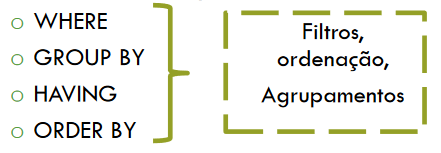 WHERE
GROUP BY
HAVING
ORDER BY
Filtros,
ordenação,
Agrupamentos